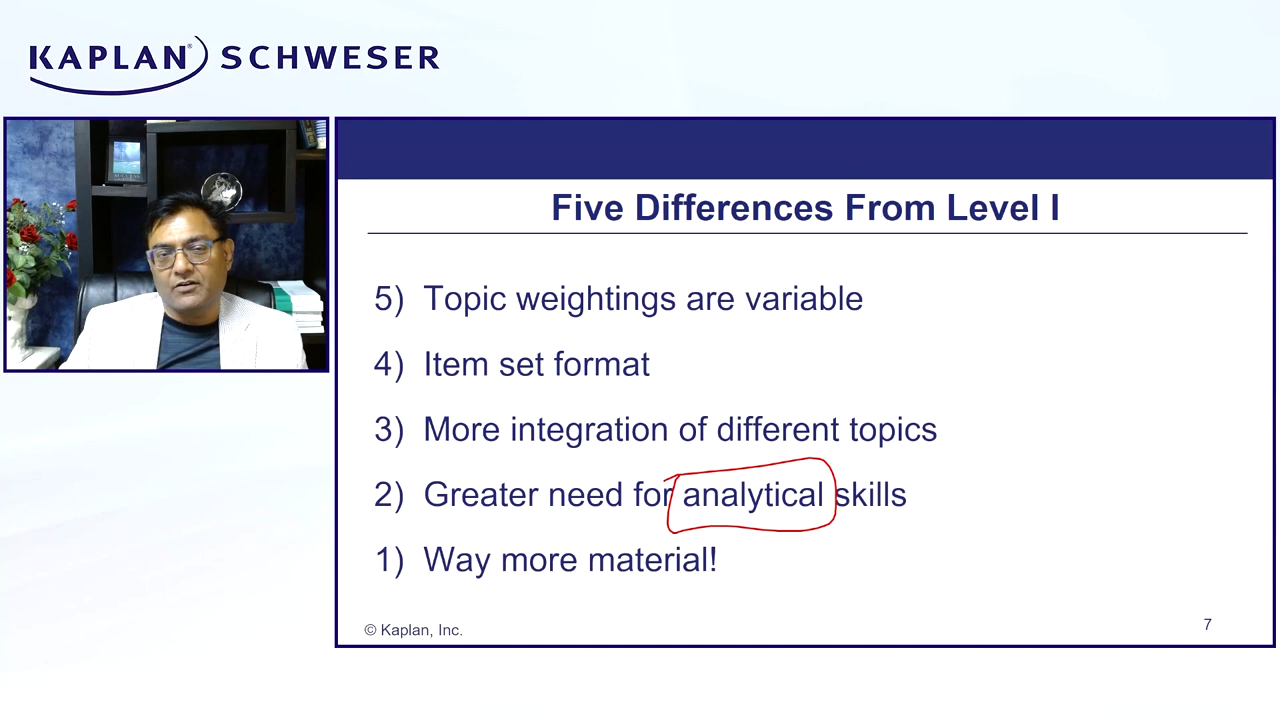 KAPLAN® SCHWESER
Five Differences From Level I
5) Topic weightings are variable
4) Item set format
3) More integration of different topics
2) Greater need for analytical skills
1) Way more material!
© Kaplan, Inc.
7